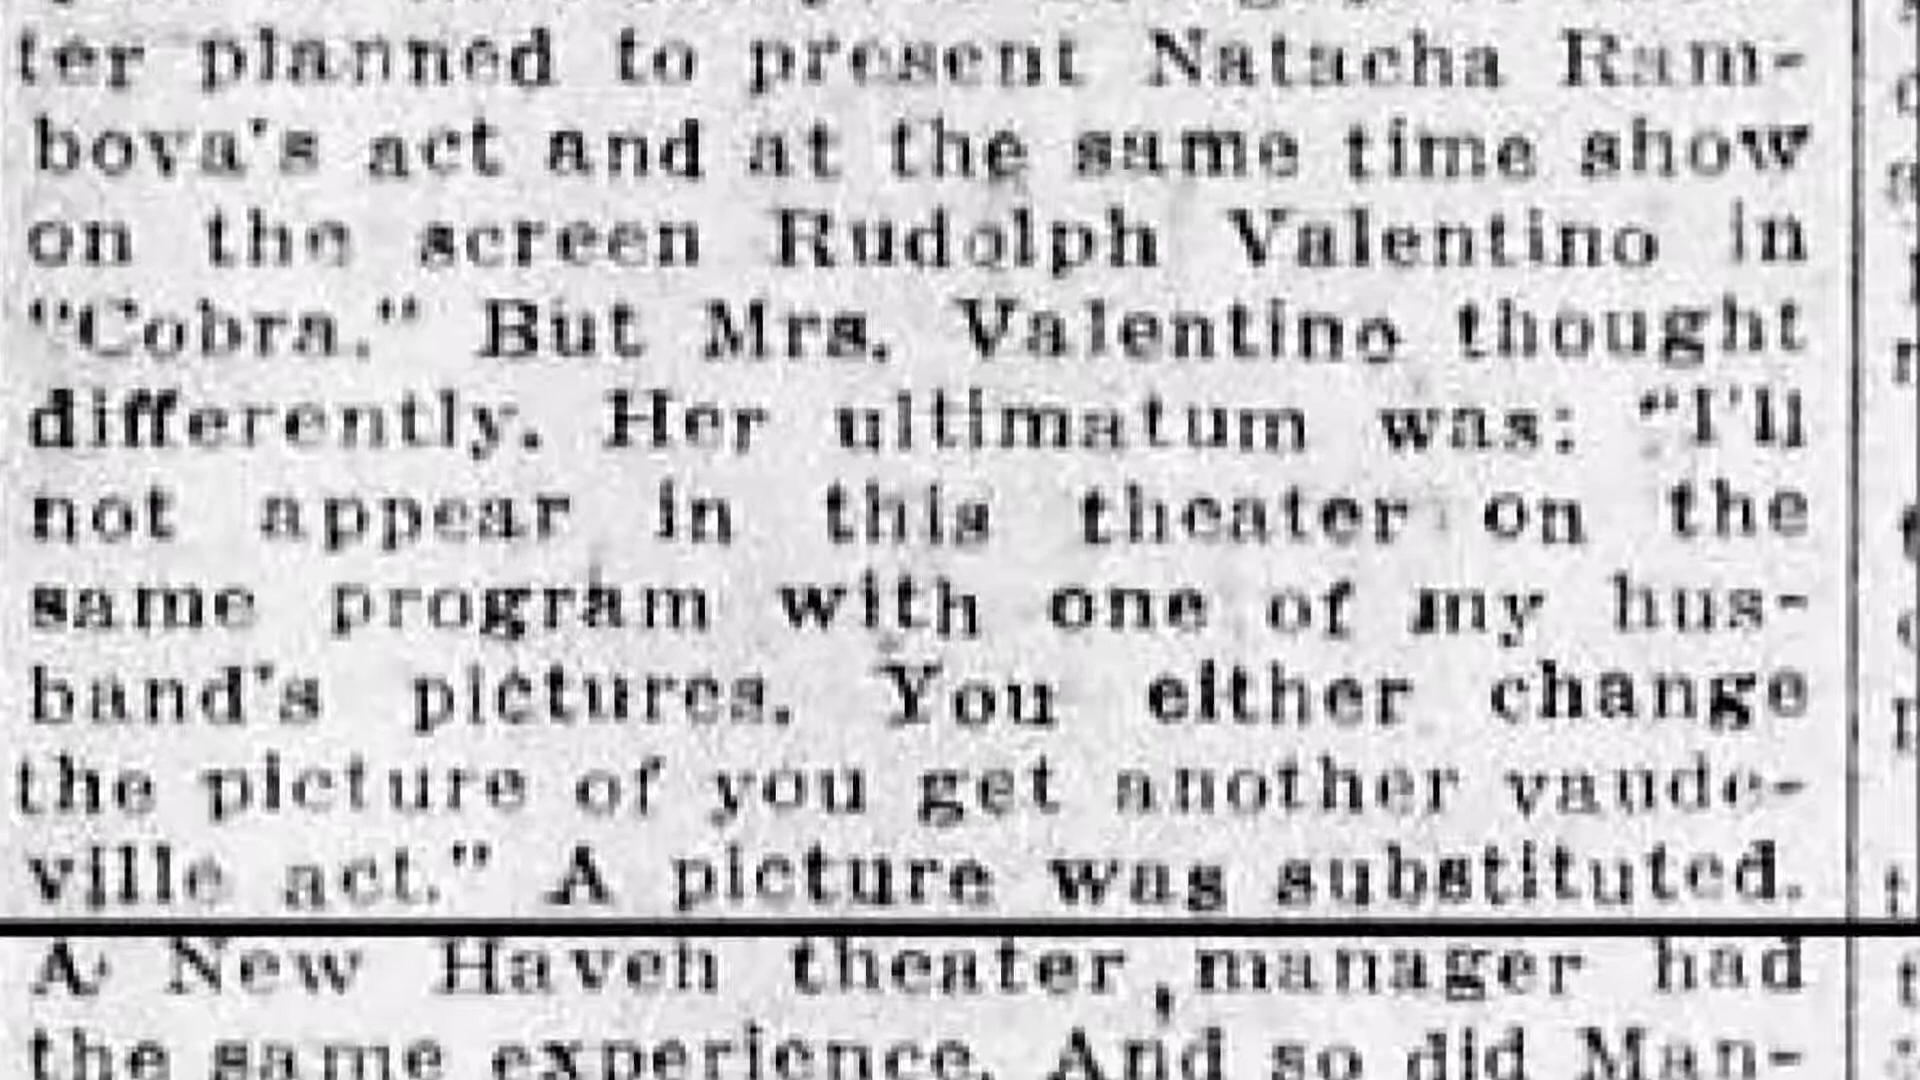 ter planned to present Natacha Ram-
bova's act and at the same time show
on the screen Rudolph Valentino in
"Cobra." But Mrs. Valentino thought
differently. Her ultimatum was: "I'll
not appear in this theater on the
same program with one of my hus-
band's pictures. You either change
the picture of you get another vaude-
ville act." A picture was substituted.
A New Haven theater manager had
the same experience. And so did Man-